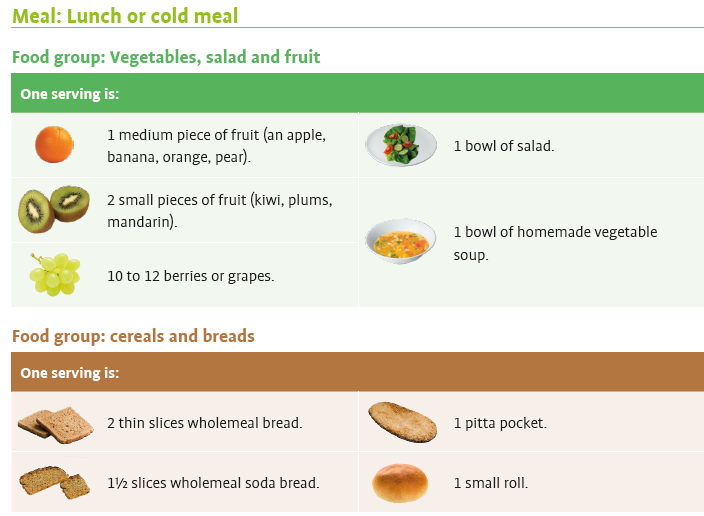 Meal: Lunch or cold meal
Food group: Vegetables, salad and fruit
One serving is:
1 medium piece of fruit (an apple,
banana, orange, pear).
1 bowl of salad.
2 small pieces of fruit (kiwi, plums,
mandarin).
1 bowl of homemade vegetable
soup.
10 to 12 berries or grapes.
Food group: cereals and breads
One serving is:
2 thin slices wholemeal bread.
1 pitta pocket.
1½ slices wholemeal soda bread.
1 small roll.